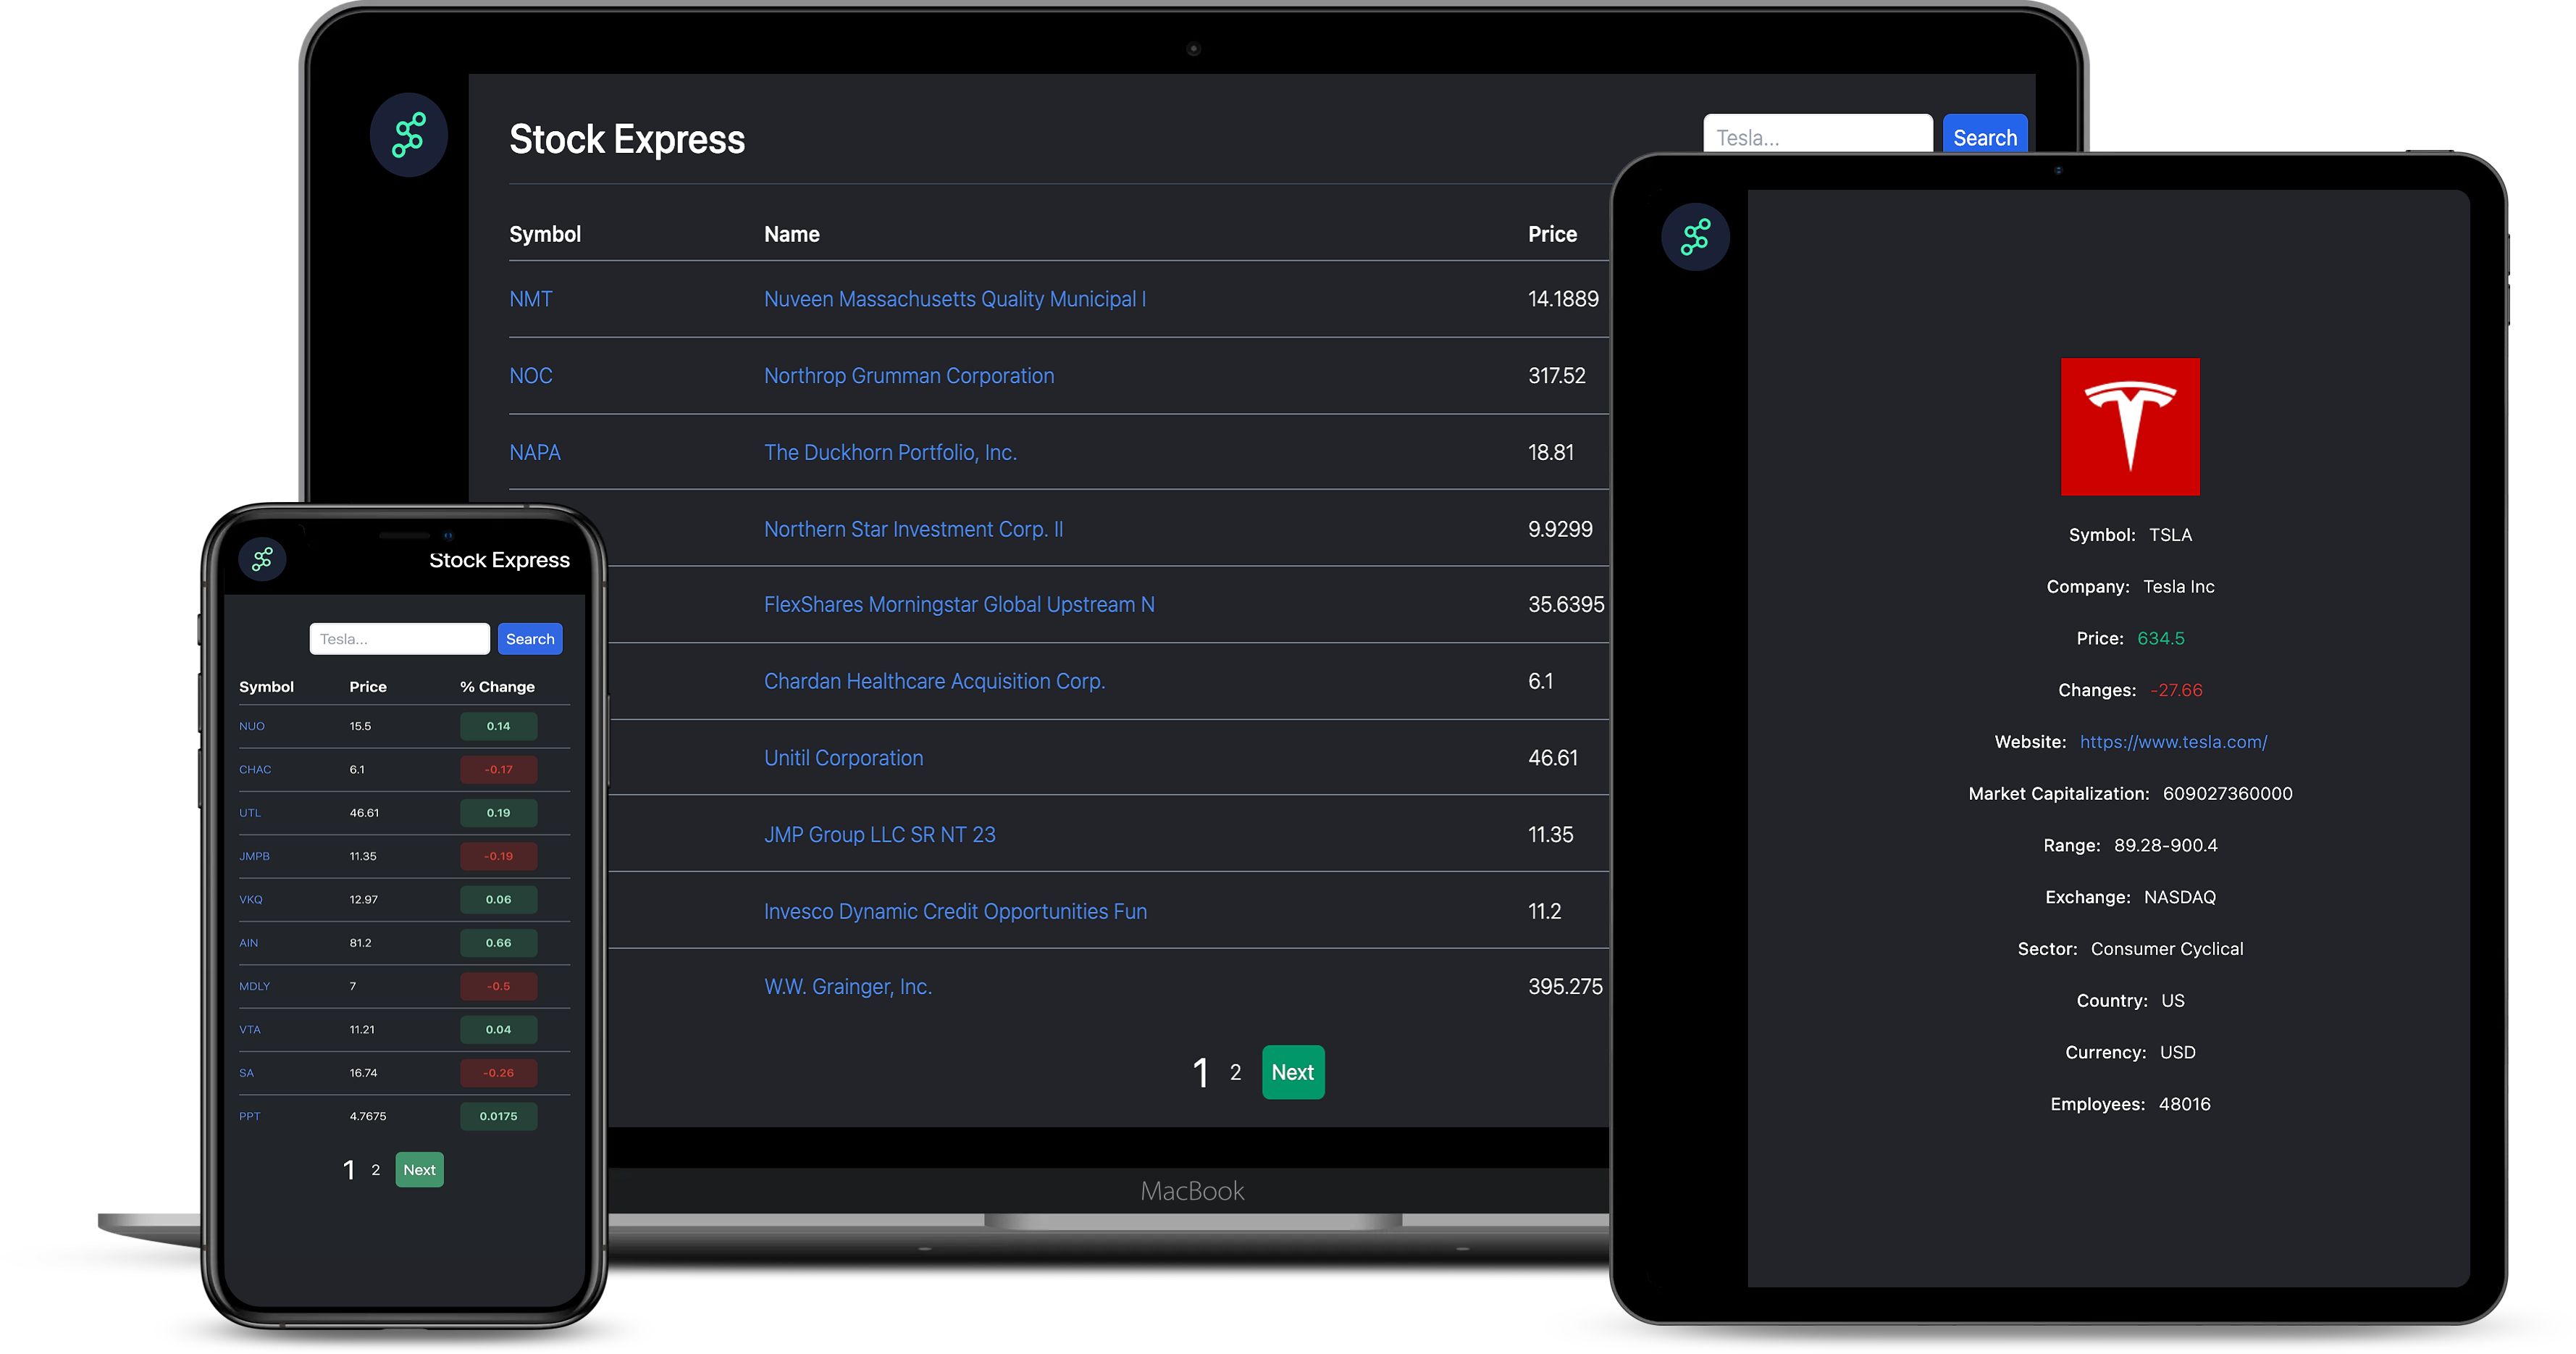 Stock Express
Tesla...
Search
Symbol Name Price
NMT Nuveen Massachusetts Quality Municipal I 14.1889
NOC Northrop Grumman Corporation 317.52
NAPA The Duckhorn Portfolio, Inc. 18.81
Northern Star Investment Corp. II 9.9299
FlexShares Morningstar Global Upstream N 35.6395
Chardan Healthcare Acquisition Corp. 6.1
Unitil Corporation 46.61
JMP Group LLC SR NT 23 11.35
Invesco Dynamic Credit Opportunities Fun 11.2
W.W. Grainger, Inc. 395.275
1 2 Next
MacBook
Stock Express
Tesla...
Search
Symbol Price % Change
NUO 15.5 0.14
CHAC 6.1 -0.17
UTL 46.61 0.19
JMPB 11.35 -0.19
VKQ 12.97 0.06
AIN 81.2 0.66
MDLY 7 -0.5
VTA 11.21 0.04
SA 16.74 -0.26
PPT 4.7675 0.0175
1 2 Next
Symbol: TSLA
Company: Tesla Inc
Price: 634.5
Changes: -27.66
Website: https://www.tesla.com/
Market Capitalization: 609027360000
Range: 89.28-900.4
Exchange: NASDAQ
Sector: Consumer Cyclical
Country: US
Currency: USD
Employees: 48016